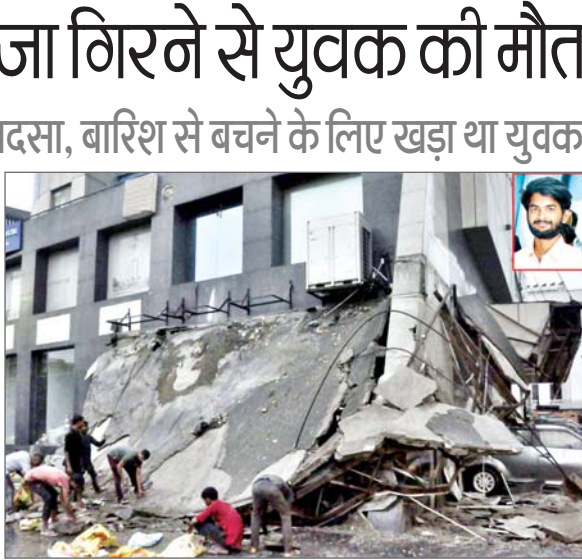 जा गिरने से युवक की मौत
ादसा, बारिश से बचने के लिए खड़ा था युवक